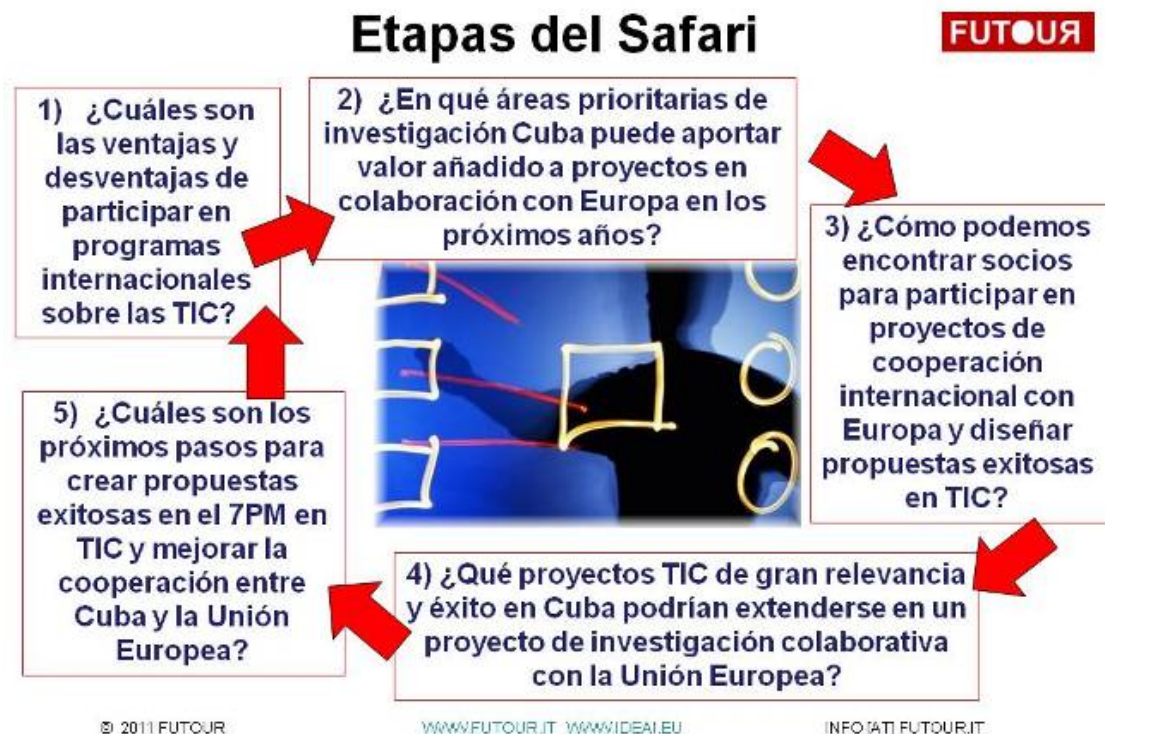 Etapas del Safari
FUTOUR
1) ¿Cuáles son
las ventajas y
desventajas de
participar en
programas
internacionales
sobre las TIC?
2) ¿En qué áreas prioritarias de
investigación Cuba puede aportar
valor añadido a proyectos en
colaboración con Europa en los
próximos años?
3) ¿Cómo podemos
encontrar socios
para participar en
proyectos de
cooperación
internacional con
Europa y diseñar
propuestas exitosas
en TIC?
4) ¿Qué proyectos TIC de gran relevancia
y éxito en Cuba podrían extenderse en un
proyecto de investigación colaborativa
con la Unión Europea?
5) ¿Cuáles son los
próximos pasos para
crear propuestas
exitosas en el 7PM en
TIC y mejorar la
cooperación entre
Cuba y la Unión
Europea?
© 2011 FUTOUR
WWW.FUTOUR.IT WWW.IDEAI.EU
INFO [AT] FUTOUR.IT